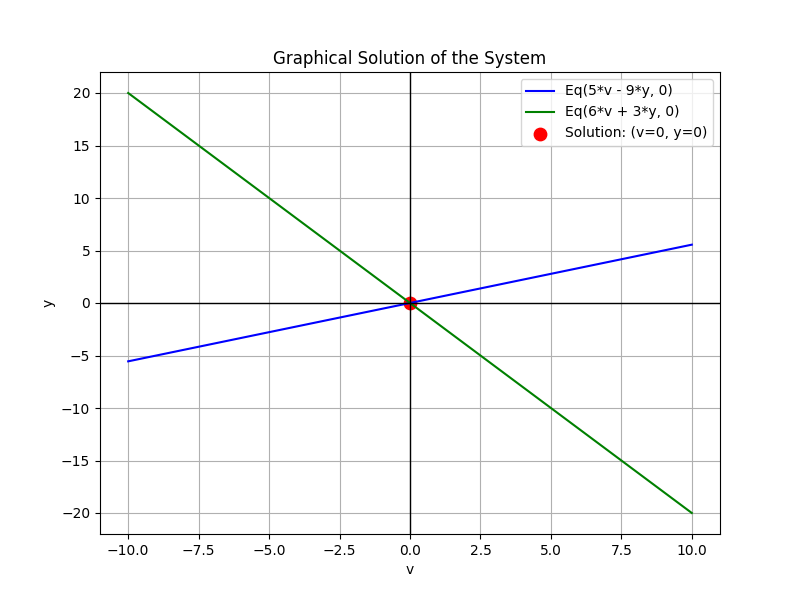 Graphical Solution of the System
Eq(5*v - 9*y, 0)
Eq(6*v + 3*y, 0)
Solution: (v=0, y=0)
20
15
10
5
0
−5
−10
−15
−20
y
−10.0 −7.5 −5.0 −2.5 0.0 2.5 5.0 7.5 10.0
v